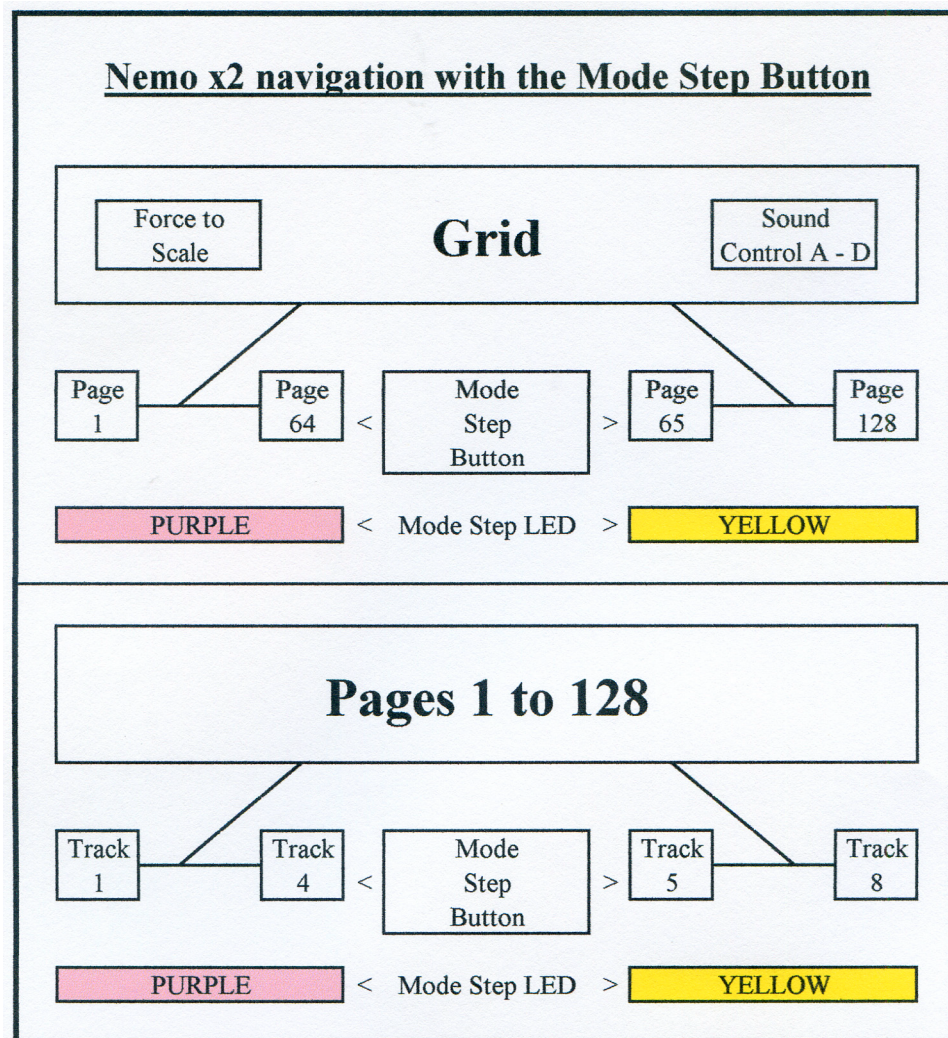 Nemo x2 navigation with the Mode Step Button
Force to
Scale
Grid
Sound
Control A - D
Page
1
Page
64
<
Mode
Step
Button
>
Page
65
Page
128
PURPLE
< Mode Step LED >
YELLOW
Pages 1 to 128
Track
1
Track
4
<
Mode
Step
Button
>
Track
5
Track
8
PURPLE
< Mode Step LED >
YELLOW